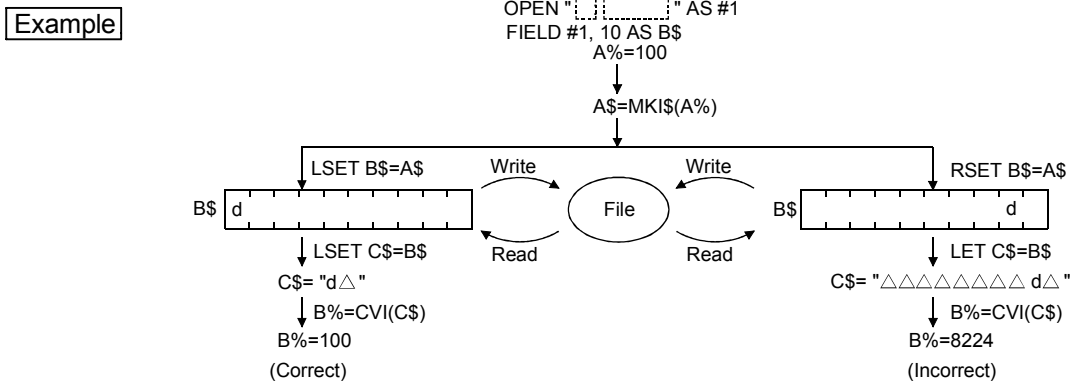 Example
OPEN " " AS #1
FIELD #1, 10 AS B$
A%=100
A$=MKI$(A%)
LSET B$=A$
Write
Write
RSET B$=A$
B$
d
File
B$
d
LSET C$=B$
Read
Read
LET C$=B$
C$= "d△"
C$= "△△△△△△△△ d△ "
B%=CVI(C$)
B%=CVI(C$)
B%=100
B%=8224
(Correct)
(Incorrect)